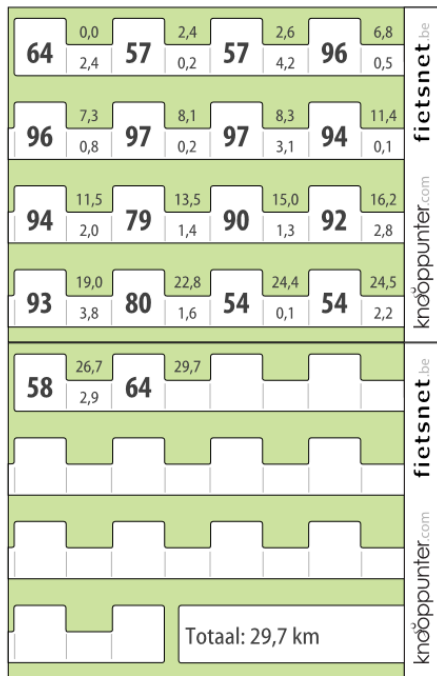 0,0 2,4 2,6 6,8
64 57 57 96
2,4 0,2 4,2 0,5
7,3 8,1 8,3 11,4
96 97 97 94
0,8 0,2 3,1 0,1
11,5 13,5 15,0 16,2
94 79 90 92
2,0 1,4 1,3 2,8
19,0 22,8 24,4 24,5
93 80 54 54
3,8 1,6 0,1 2,2
fietsnet.be
knooppunter.com
26,7 29,7
58 64
2,9
Totaal: 29,7 km
fietsnet.be
knooppunter.com